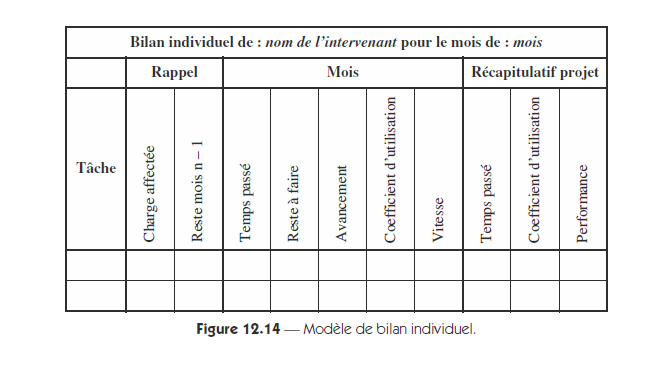 Bilan individuel de : nom de l'intervenant pour le mois de : mois
Rappel Mois Récapitulatif projet
Tâche
Charge affectée
Reste mois n – 1
Temps passé
Reste à faire
Avancement
Coefficient d'utilisation
Vitesse
Temps passé
Coefficient d'utilisation
Performance
Figure 12.14 — Modèle de bilan individuel.